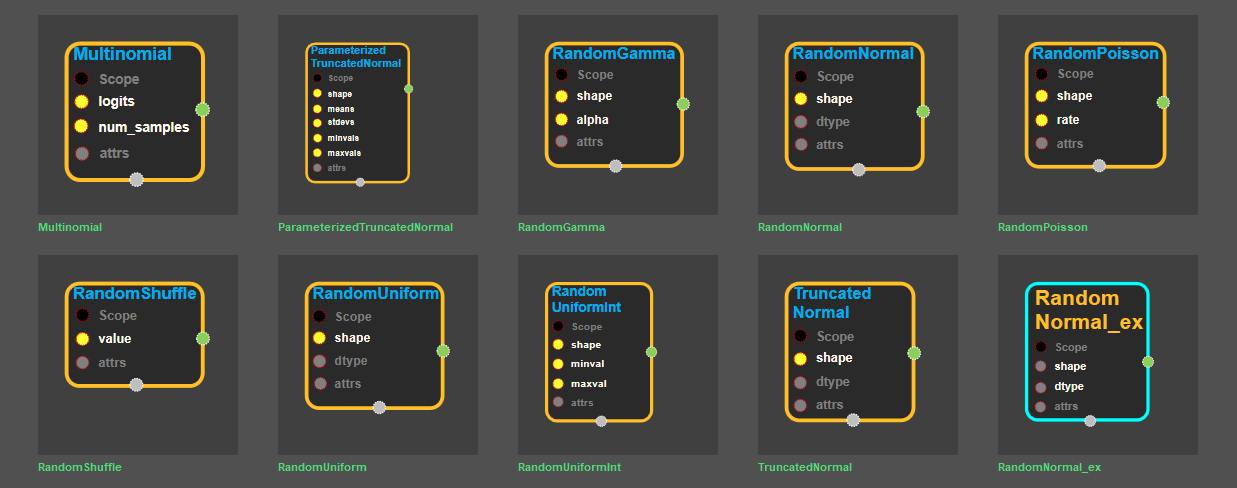 Multinomial
Scope
logits
num_samples
attrs
Multinomial
Parameterized
TruncatedNormal
Scope
shape
means
stdevs
minvals
maxvals
attrs
ParameterizedTruncatedNormal
RandomGamma
Scope
shape
alpha
attrs
RandomGamma
RandomNormal
Scope
shape
dtype
attrs
RandomNormal
RandomPoisson
Scope
shape
rate
attrs
RandomPoisson
RandomShuffle
Scope
value
attrs
RandomShuffle
RandomUniform
Scope
shape
dtype
attrs
RandomUniform
Random
UniformInt
Scope
shape
minval
maxval
attrs
RandomUniformInt
Truncated
Normal
Scope
shape
dtype
attrs
TruncatedNormal
Random
Normal_ex
Scope
shape
dtype
attrs
RandomNormal_ex